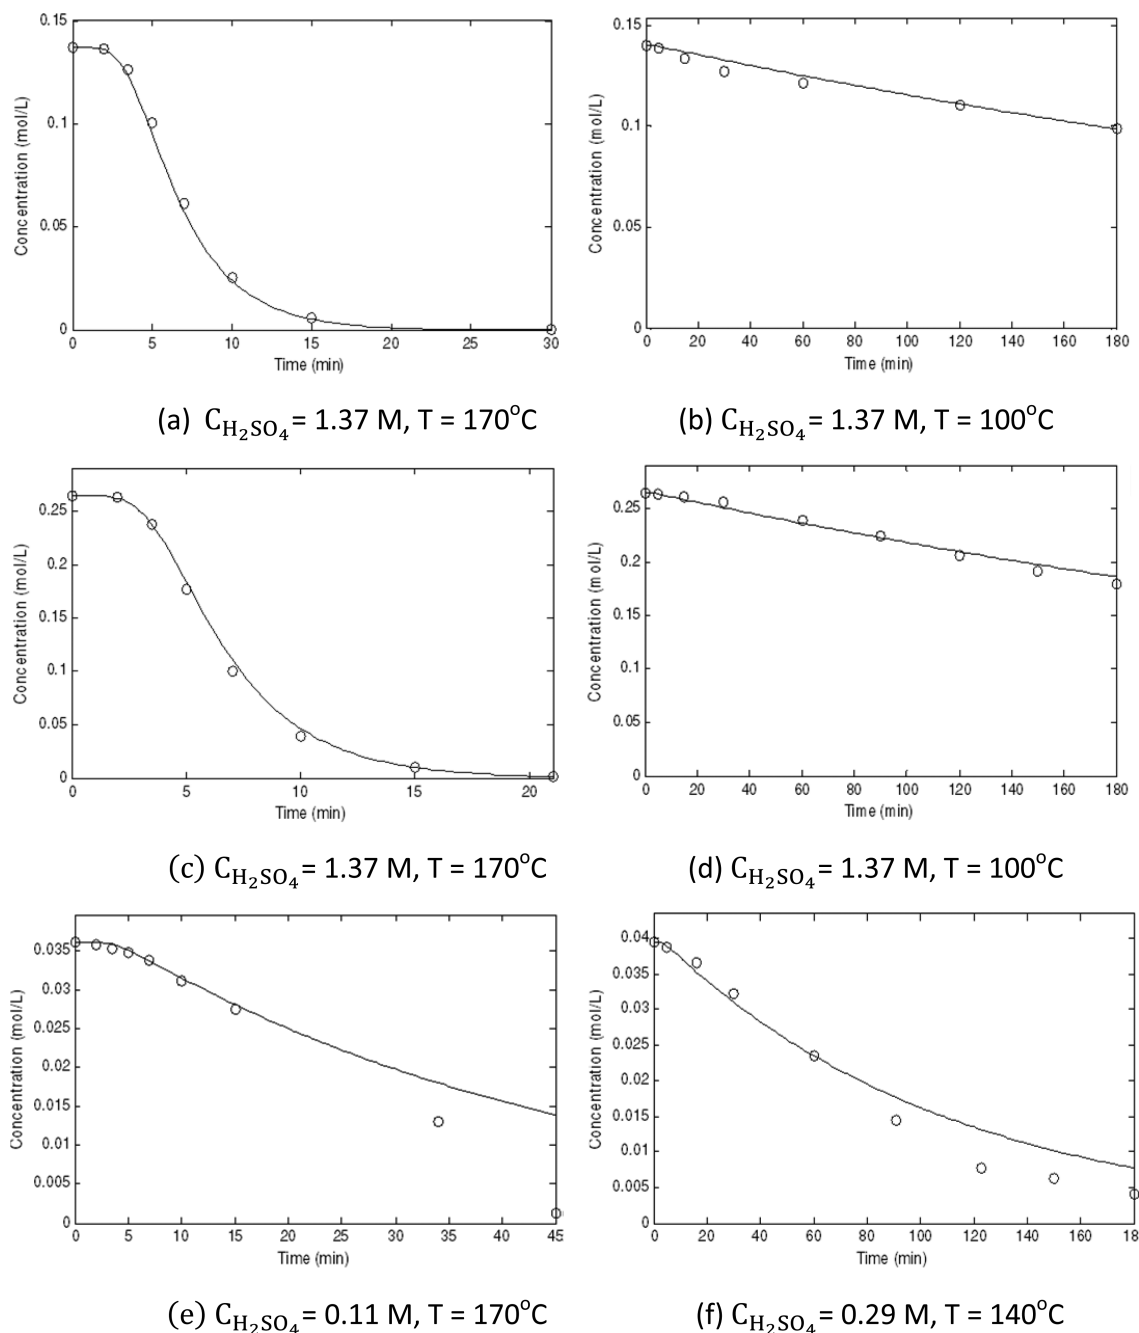 0.15
0.1
0.05
0
Concentration (mol/L)
0 5 10 15 20 25 30
Time (min)
0.15
0.1
0.05
0
Concentration (mol/L)
0 20 40 60 80 100 120 140 160 180
Time (min)
(a) C_H₂SO₄= 1.37 M, T = 170°C
(b) C_H₂SO₄= 1.37 M, T = 100°C
0.25
0.2
0.15
0.1
0.05
0
Concentration (mol/L)
0 5 10 15 20
Time (min)
0.25
0.2
0.15
0.1
0.05
0
Concentration (mol/L)
0 20 40 60 80 100 120 140 160 180
Time (min)
(c) C_H₂SO₄= 1.37 M, T = 170°C
(d) C_H₂SO₄= 1.37 M, T = 100°C
0.035
0.03
0.025
0.02
0.015
0.01
0.005
0
Concentration (mol/L)
0 5 10 15 20 25 30 35 40 45
Time (min)
0.04
0.035
0.03
0.025
0.02
0.015
0.01
0.005
0
Concentration (mol/L)
0 20 40 60 80 100 120 140 160 18
Time (min)
(e) C_H₂SO₄= 0.11 M, T = 170°C
(f) C_H₂SO₄= 0.29 M, T = 140°C